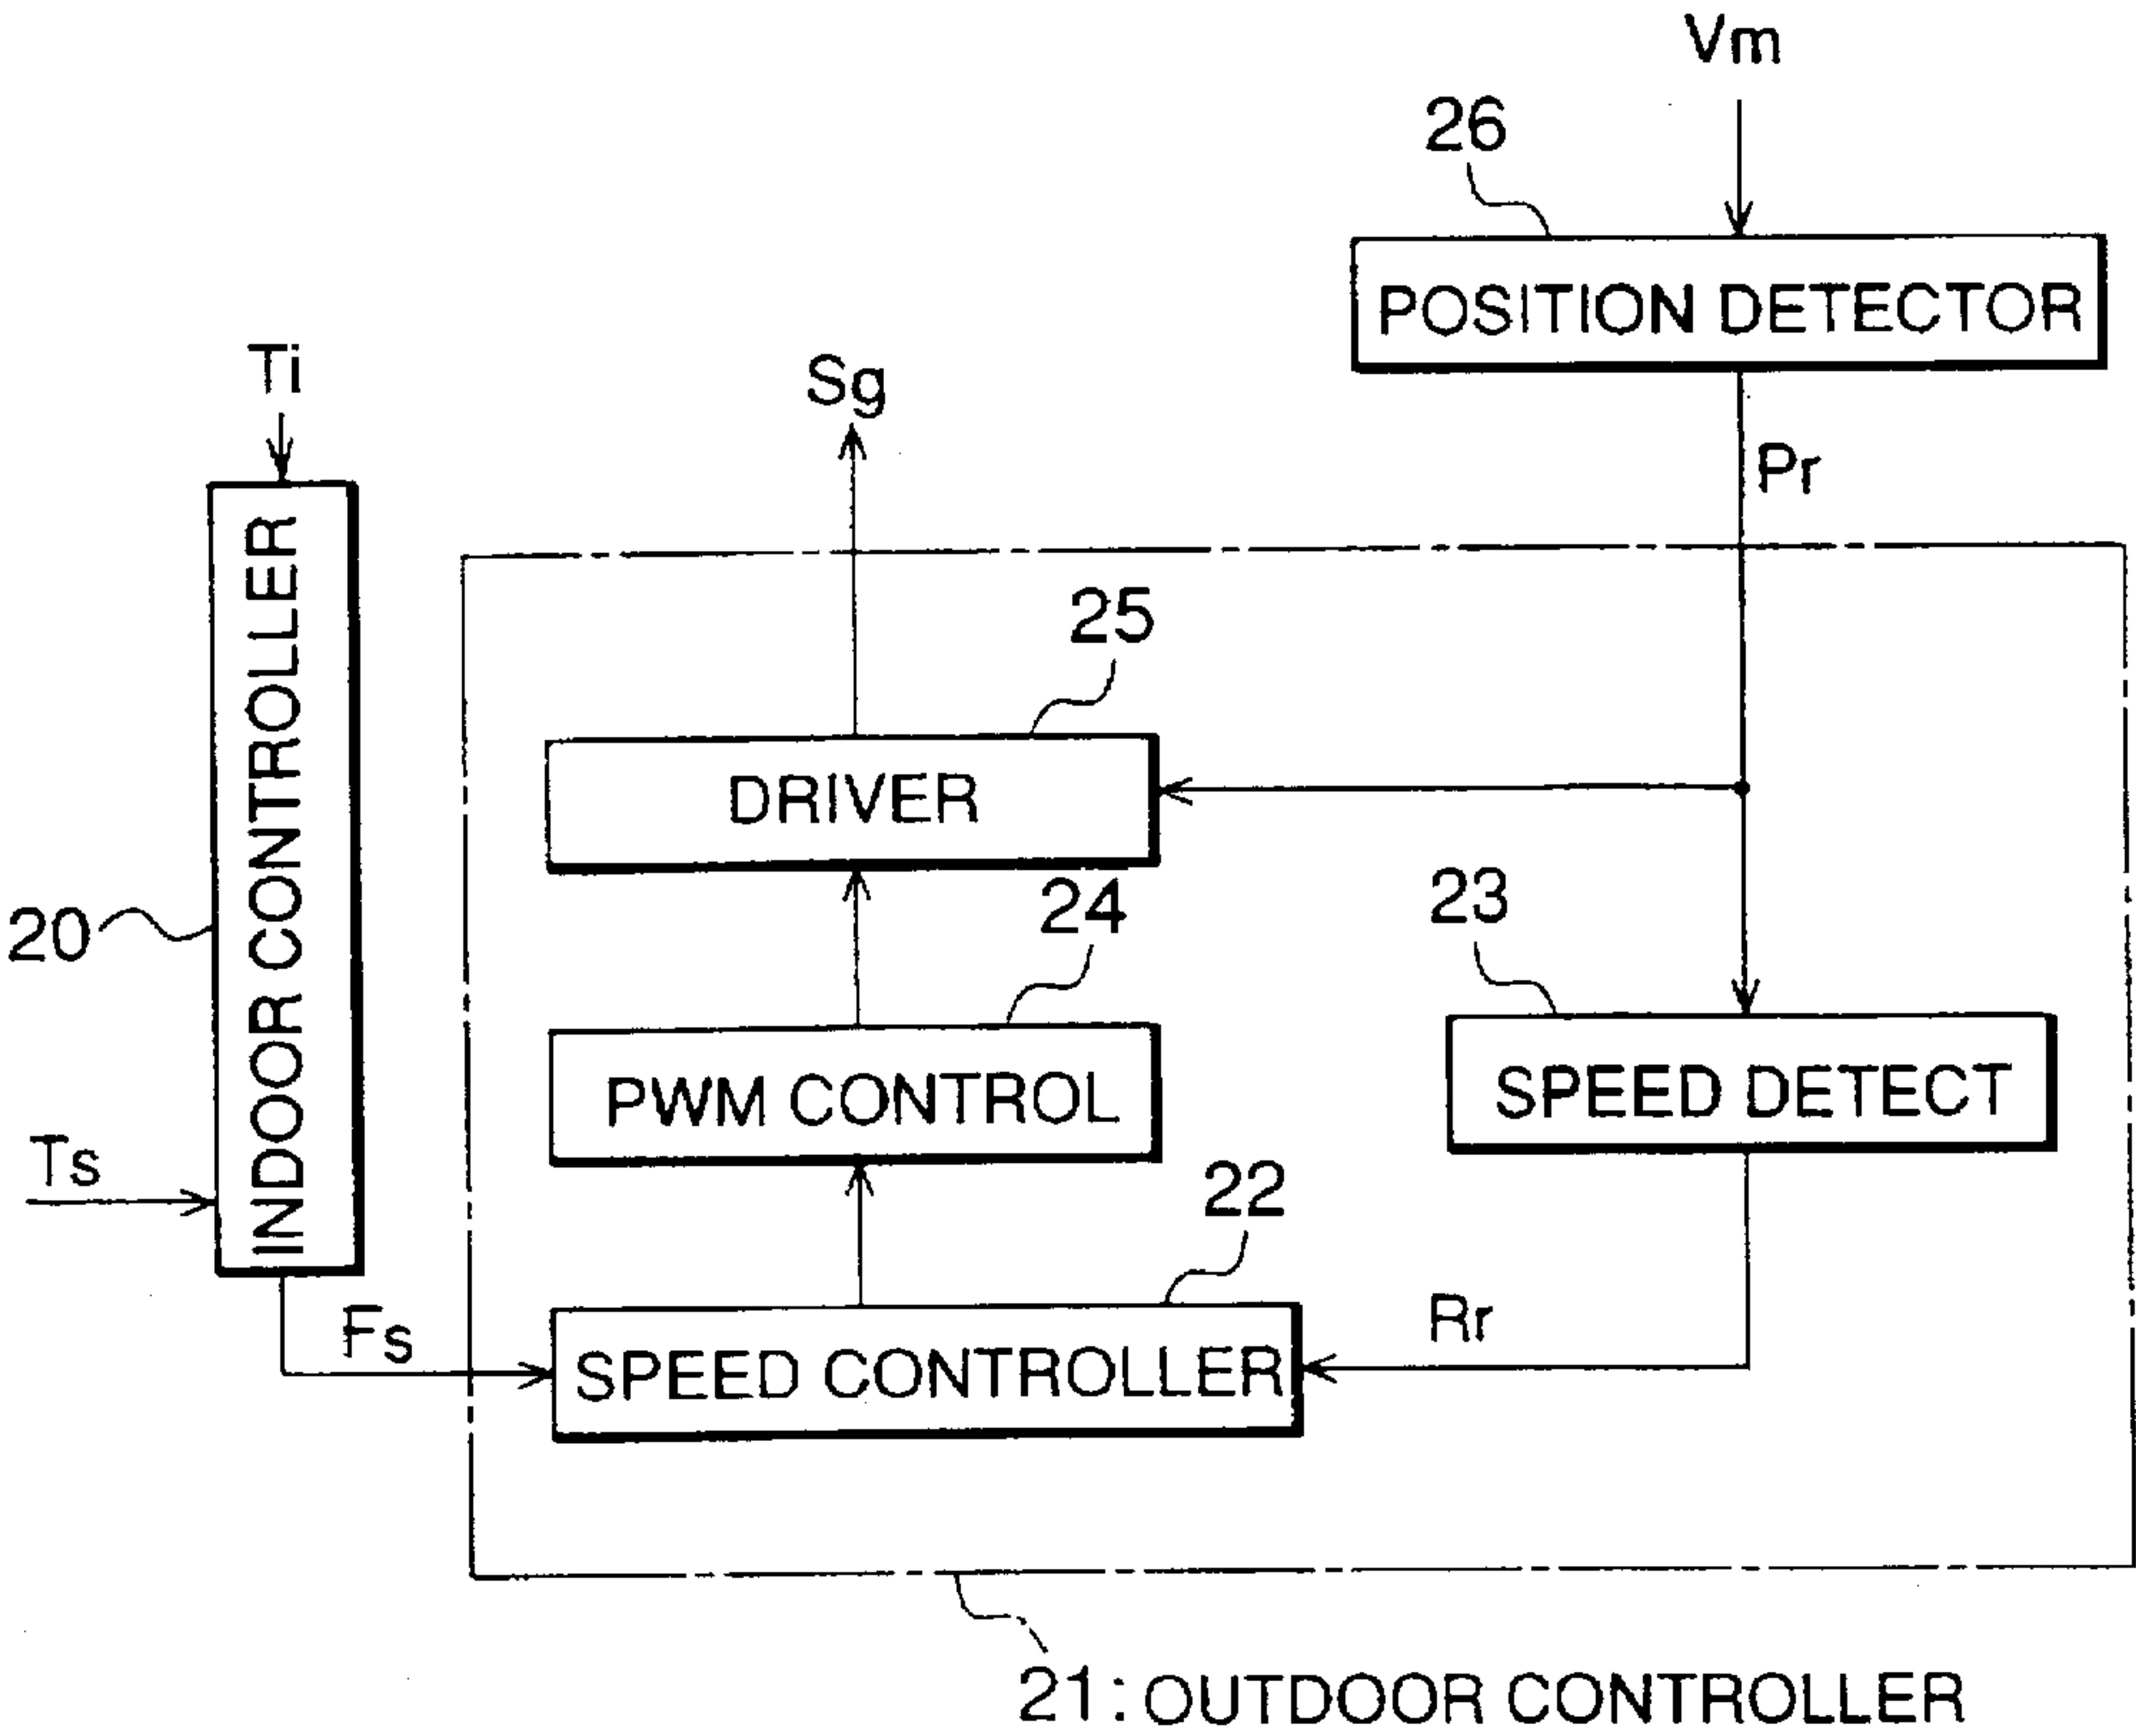 Vm
26
POSITION DETECTOR
Ti
Sg
Pr
25
INDOOR CONTROLLER
DRIVER
24
23
20
PWM CONTROL
SPEED DETECT
Ts
22
Fs
Rr
SPEED CONTROLLER
21: OUTDOOR CONTROLLER